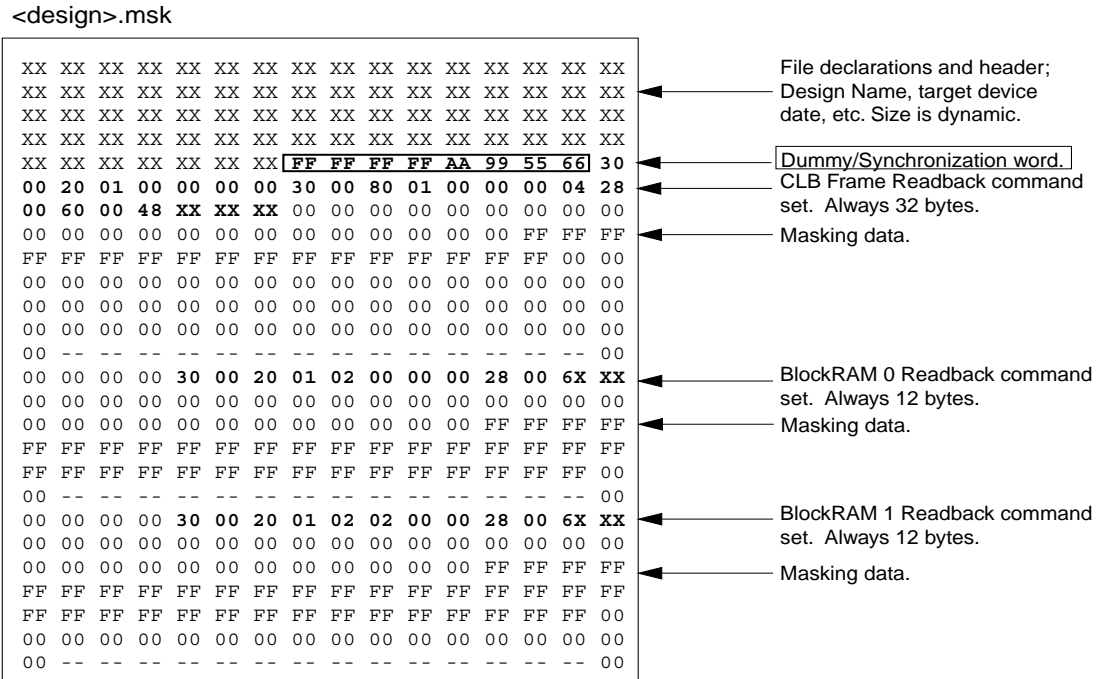 <design>.msk
XX XX XX XX XX XX XX XX XX XX XX XX XX XX XX XX
XX XX XX XX XX XX XX XX XX XX XX XX XX XX XX XX
XX XX XX XX XX XX XX XX XX XX XX XX XX XX XX XX
XX XX XX XX XX XX XX XX XX XX XX XX XX XX XX XX
XX XX XX XX XX XX XX FF FF FF FF AA 99 55 66 30
00 20 01 00 00 00 00 30 00 80 01 00 00 00 04 28
00 60 00 48 XX XX XX 00 00 00 00 00 00 00 00 00
00 00 00 00 00 00 00 00 00 00 00 00 00 FF FF FF
FF FF FF FF FF FF FF FF FF FF FF FF FF FF 00 00
00 00 00 00 00 00 00 00 00 00 00 00 00 00 00 00
00 00 00 00 00 00 00 00 00 00 00 00 00 00 00 00
00 00 00 00 00 00 00 00 00 00 00 00 00 00 00 00
00 -- -- -- -- -- -- -- -- -- -- -- -- -- -- 00
00 00 00 00 30 00 20 01 02 00 00 00 28 00 6X XX
00 00 00 00 00 00 00 00 00 00 00 00 00 00 00 00
00 00 00 00 00 00 00 00 00 00 00 00 FF FF FF FF
FF FF FF FF FF FF FF FF FF FF FF FF FF FF FF FF
FF FF FF FF FF FF FF FF FF FF FF FF FF FF FF 00
00 -- -- -- -- -- -- -- -- -- -- -- -- -- -- 00
00 00 00 00 30 00 20 01 02 02 00 00 28 00 6X XX
00 00 00 00 00 00 00 00 00 00 00 00 00 00 00 00
00 00 00 00 00 00 00 00 00 00 00 00 FF FF FF FF
FF FF FF FF FF FF FF FF FF FF FF FF FF FF FF FF
FF FF FF FF FF FF FF FF FF FF FF FF FF FF FF 00
00 00 00 00 00 00 00 00 00 00 00 00 00 00 00 00
00 -- -- -- -- -- -- -- -- -- -- -- -- -- -- 00
File declarations and header;
Design Name, target device
date, etc. Size is dynamic.
Dummy/Synchronization word.
CLB Frame Readback command
set. Always 32 bytes.
Masking data.
BlockRAM 0 Readback command
set. Always 12 bytes.
Masking data.
BlockRAM 1 Readback command
set. Always 12 bytes.
Masking data.